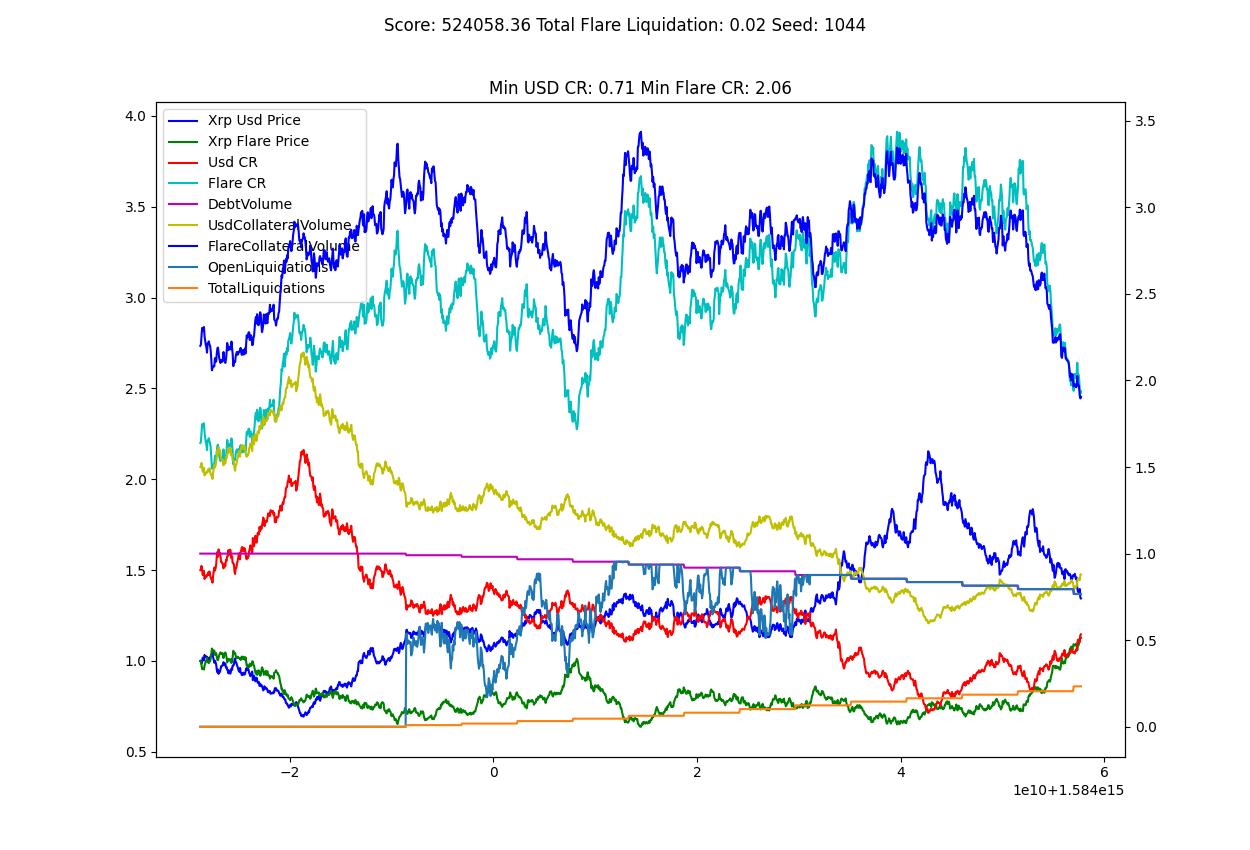 Score: 524058.36 Total Flare Liquidation: 0.02 Seed: 1044
Min USD CR: 0.71 Min Flare CR: 2.06
Xrp Usd Price
Xrp Flare Price
Usd CR
Flare CR
DebtVolume
UsdCollateralVolume
FlareCollateralVolume
OpenLiquidations
TotalLiquidations
4.0
3.5
3.0
2.5
2.0
1.5
1.0
0.5
3.5
3.0
2.5
2.0
1.5
1.0
0.5
0.0
−2 0 2 4 6
1e10+1.584e15